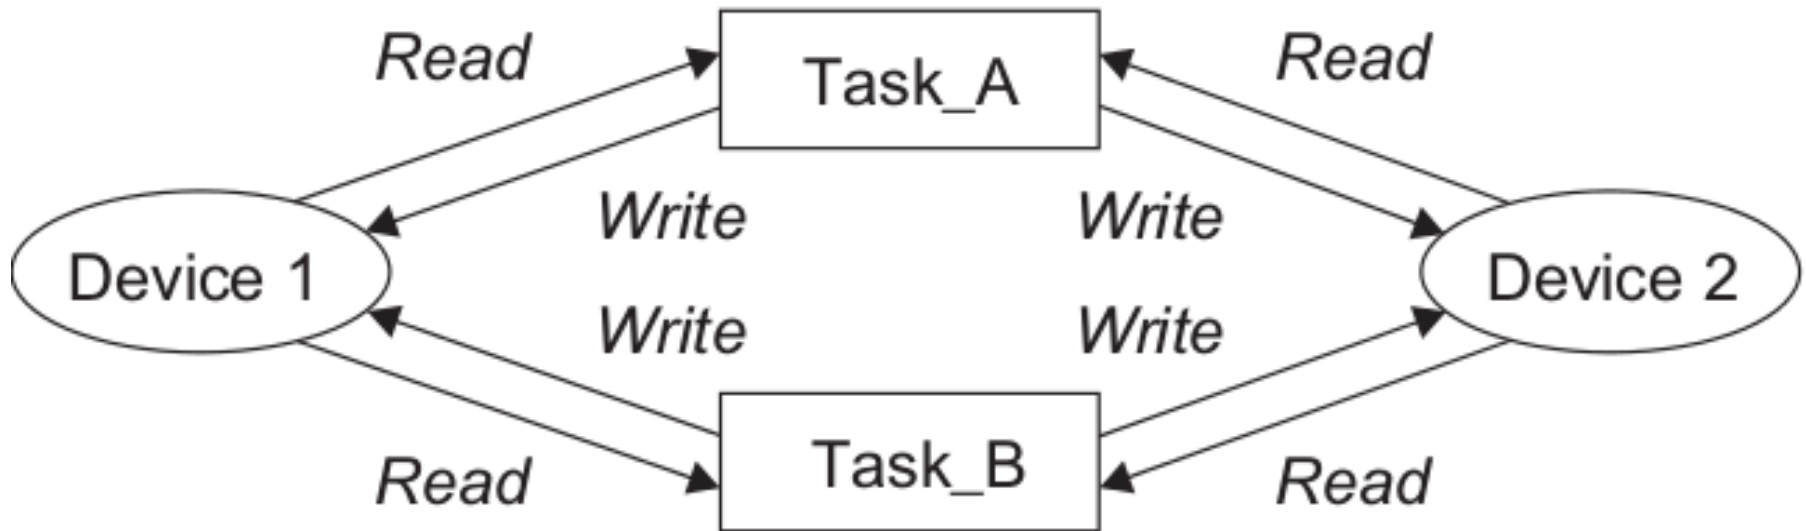 Read
Task_A
Read
Write
Write
Device 1
Device 2
Write
Write
Read
Task_B
Read